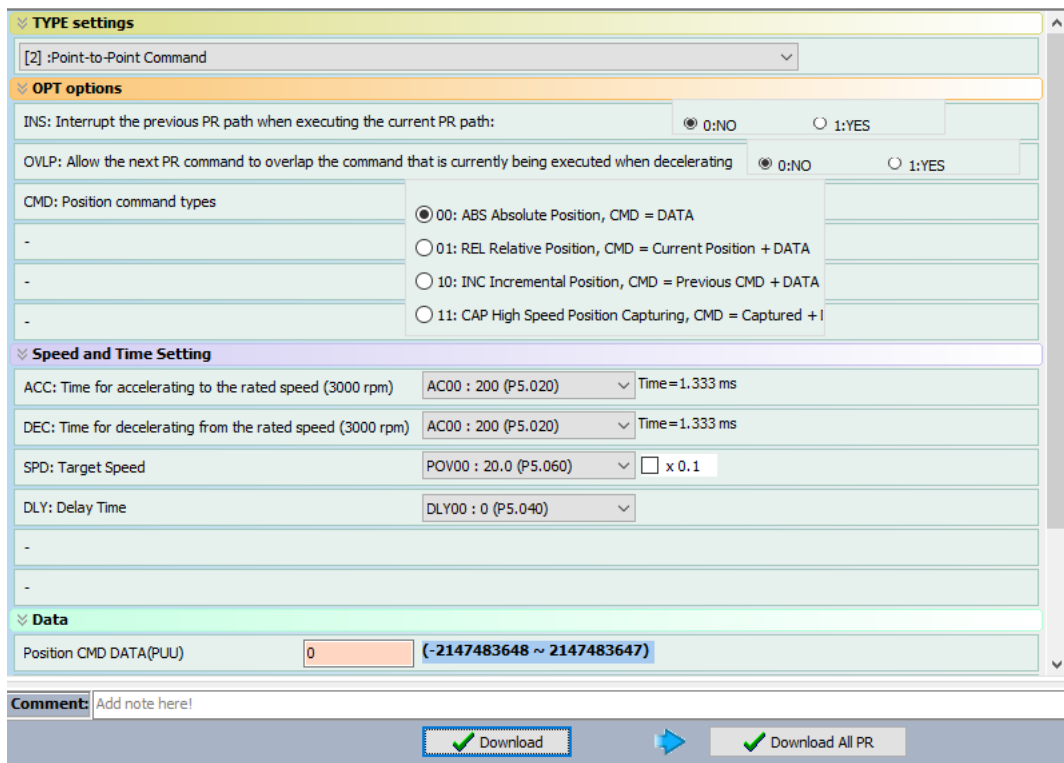 TYPE settings
[2] :Point-to-Point Command
OPT options
INS: Interrupt the previous PR path when executing the current PR path: 0:NO 1:YES
OVLP: Allow the next PR command to overlap the command that is currently being executed when decelerating 0:NO 1:YES
CMD: Position command types
00: ABS Absolute Position, CMD = DATA
-
01: REL Relative Position, CMD = Current Position + DATA
-
10: INC Incremental Position, CMD = Previous CMD + DATA
-
11: CAP High Speed Position Capturing, CMD = Captured +
Speed and Time Setting
ACC: Time for accelerating to the rated speed (3000 rpm) AC00 : 200 (P5.020) Time=1.333 ms
DEC: Time for decelerating from the rated speed (3000 rpm) AC00 : 200 (P5.020) Time=1.333 ms
SPD: Target Speed POV00 : 20.0 (P5.060) x 0.1
DLY: Delay Time DLY00 : 0 (P5.040)
-
-
Data
Position CMD DATA(PUU) 0 (-2147483648 ~ 2147483647)
Comment: Add note here!
Download Download All PR